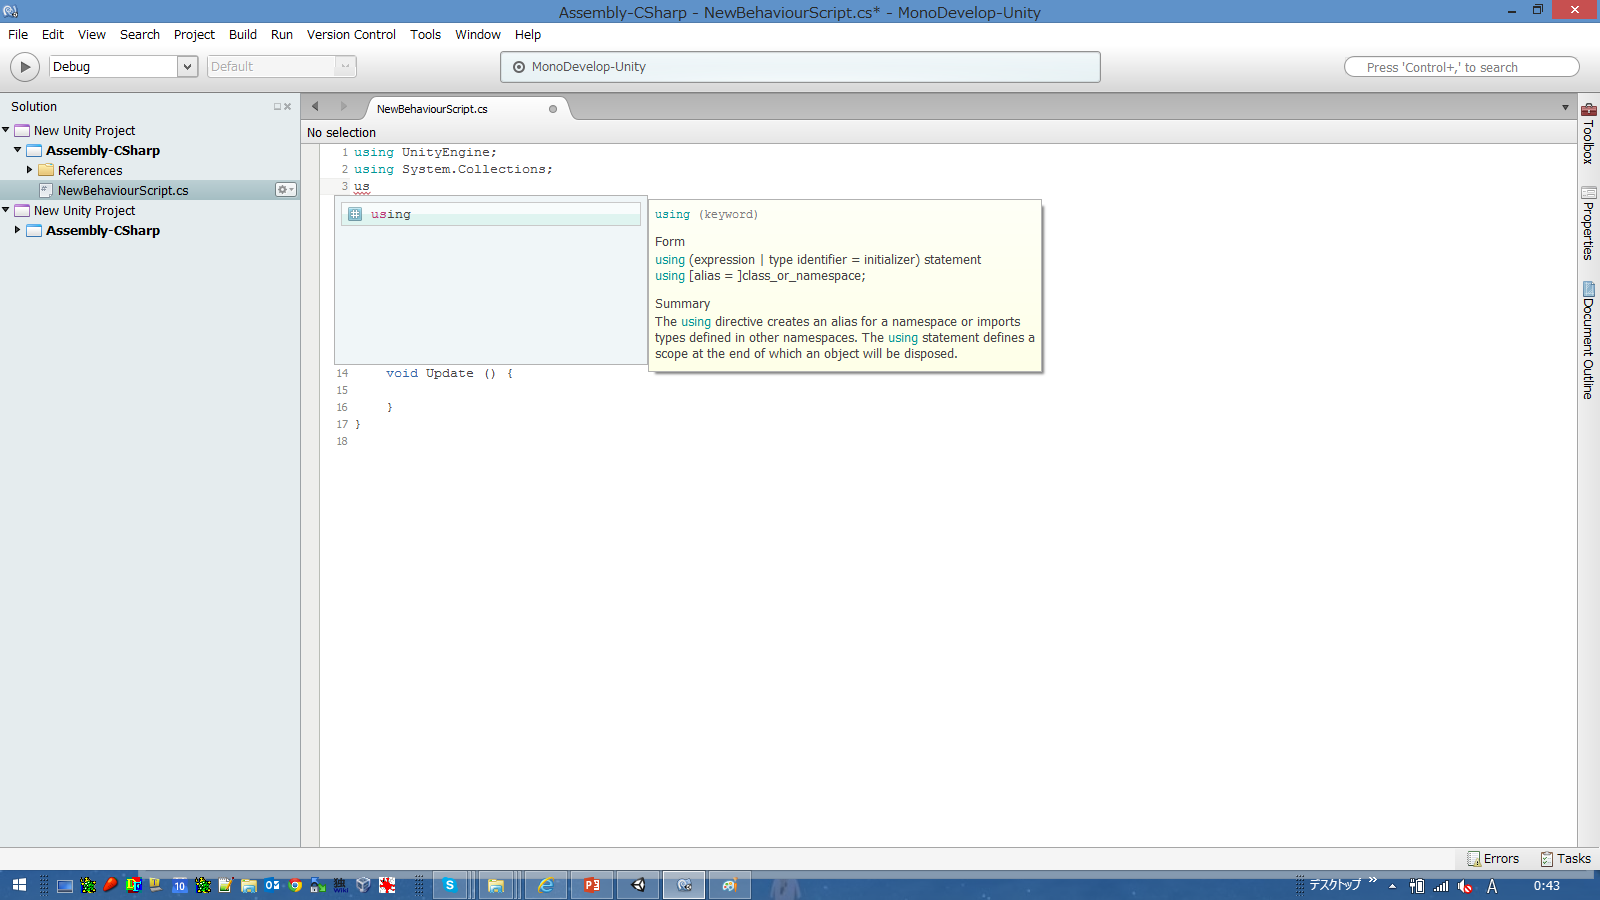 Assembly-CSharp - NewBehaviourScript.cs* - MonoDevelop-Unity
File Edit View Search Project Build Run Version Control Tools Window Help
Debug
Default
MonoDevelop-Unity
Press 'Control+,' to search
Solution
New Unity Project
Assembly-CSharp
References
NewBehaviourScript.cs
New Unity Project
Assembly-CSharp
NewBehaviourScript.cs
No selection
1 using UnityEngine;
2 using System.Collections;
3 us
using
using (keyword)
Form
using (expression | type identifier = initializer) statement
using [alias = ]class_or_namespace;
Summary
The using directive creates an alias for a namespace or imports
types defined in other namespaces. The using statement defines a
scope at the end of which an object will be disposed.
14 void Update () {
15
16 }
17 }
18
Toolbox
Properties
Document Outline
Errors
Tasks
デスクトップ
A
0:43